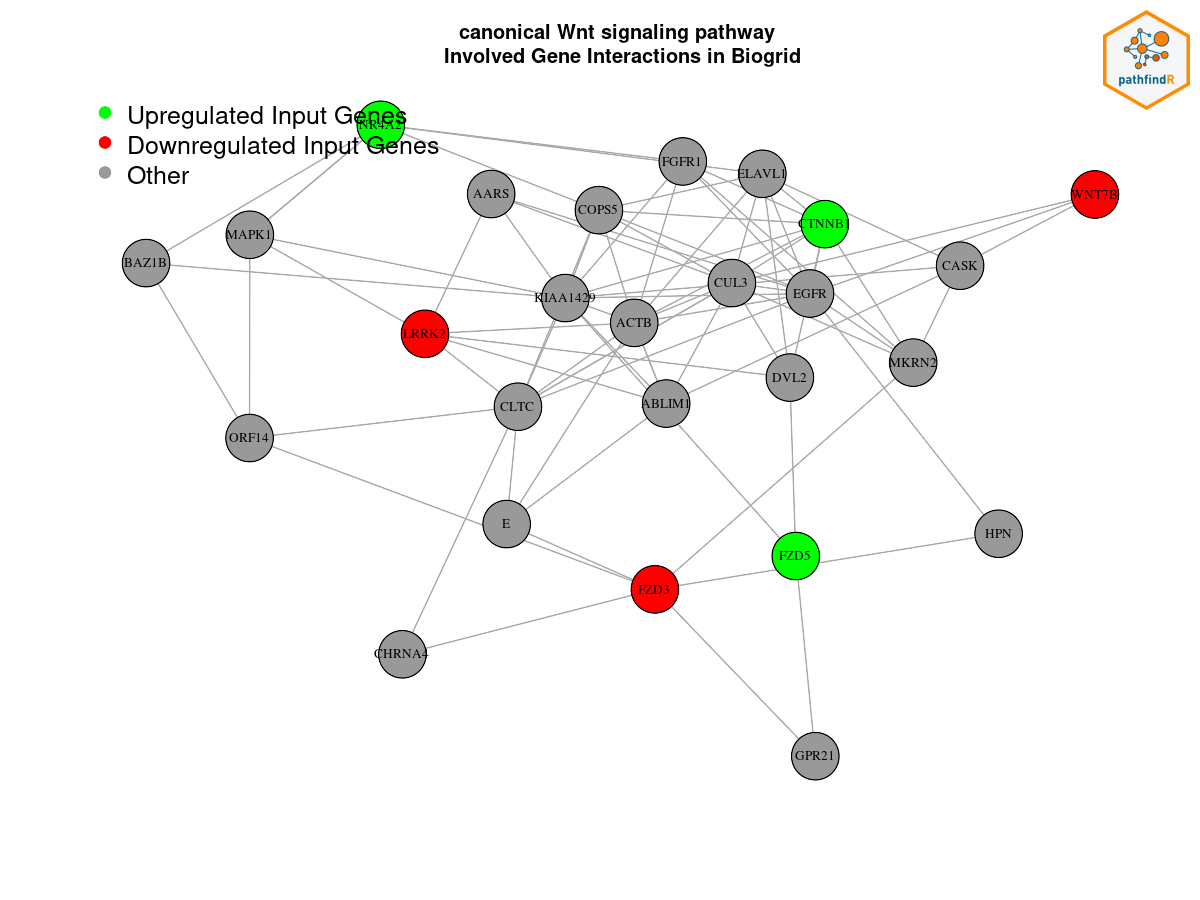 canonical Wnt signaling pathway
Involved Gene Interactions in Biogrid
pathfindR
Upregulated Input Genes
NR4A2
Downregulated Input Genes
Other
FGFR1
ELAVL1
AARS
WNT7B
COPS5
CTNNB1
MAPK1
BAZ1B
CASK
CUL3
EGFR
KIAA1429
ACTB
LRRK2
MKRN2
DVL2
CLTC
ABLIM1
ORF14
E
HPN
FZD5
FZD3
CHRNA4
GPR21